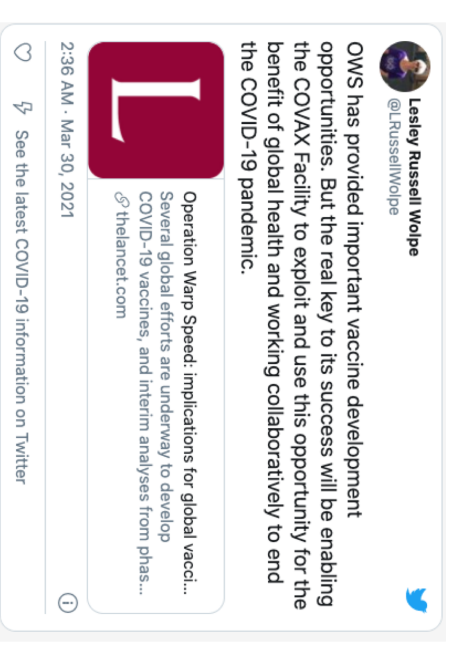 Lesley Russell Wolpe
@LRussellWolpe
OWS has provided important vaccine development
opportunities. But the real key to its success will be enabling
the COVAX Facility to exploit and use this opportunity for the
benefit of global health and working collaboratively to end
the COVID-19 pandemic.
L
Operation Warp Speed: implications for global vacci...
Several global efforts are underway to develop
COVID-19 vaccines, and interim analyses from phas...
thelancet.com
2:36 AM · Mar 30, 2021
See the latest COVID-19 information on Twitter